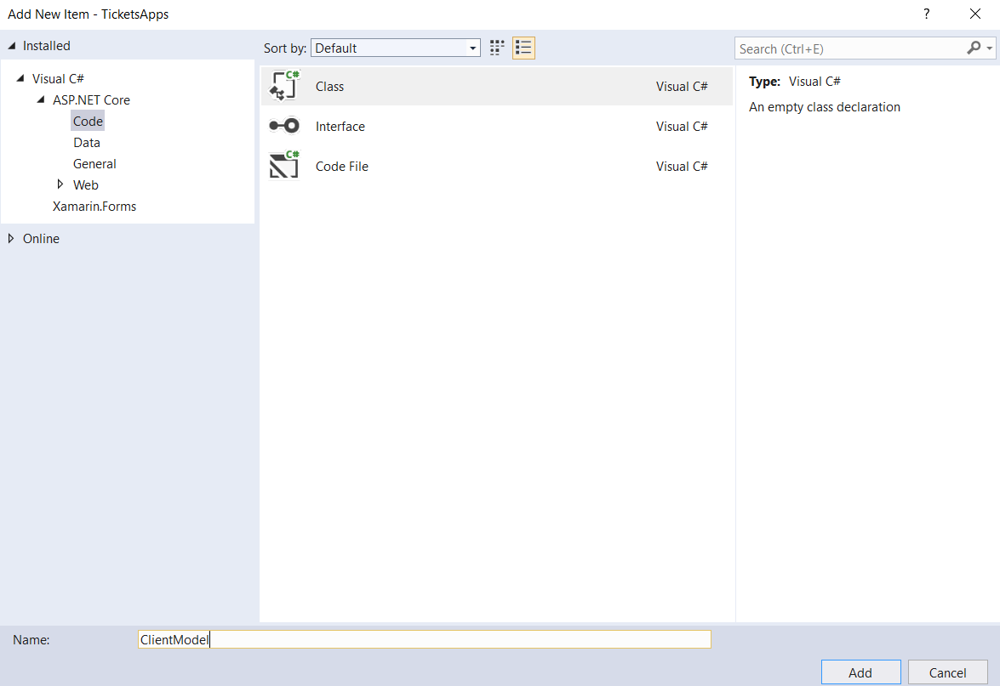 Add New Item - TicketsApps
?
Installed
Sort by: Default
Search (Ctrl+E)
Visual C#
ASP.NET Core
Code
Data
General
Web
Xamarin.Forms
Online
C# Class Visual C#
Interface Visual C#
C# Code File Visual C#
Type: Visual C#
An empty class declaration
Name: ClientModel
Add Cancel